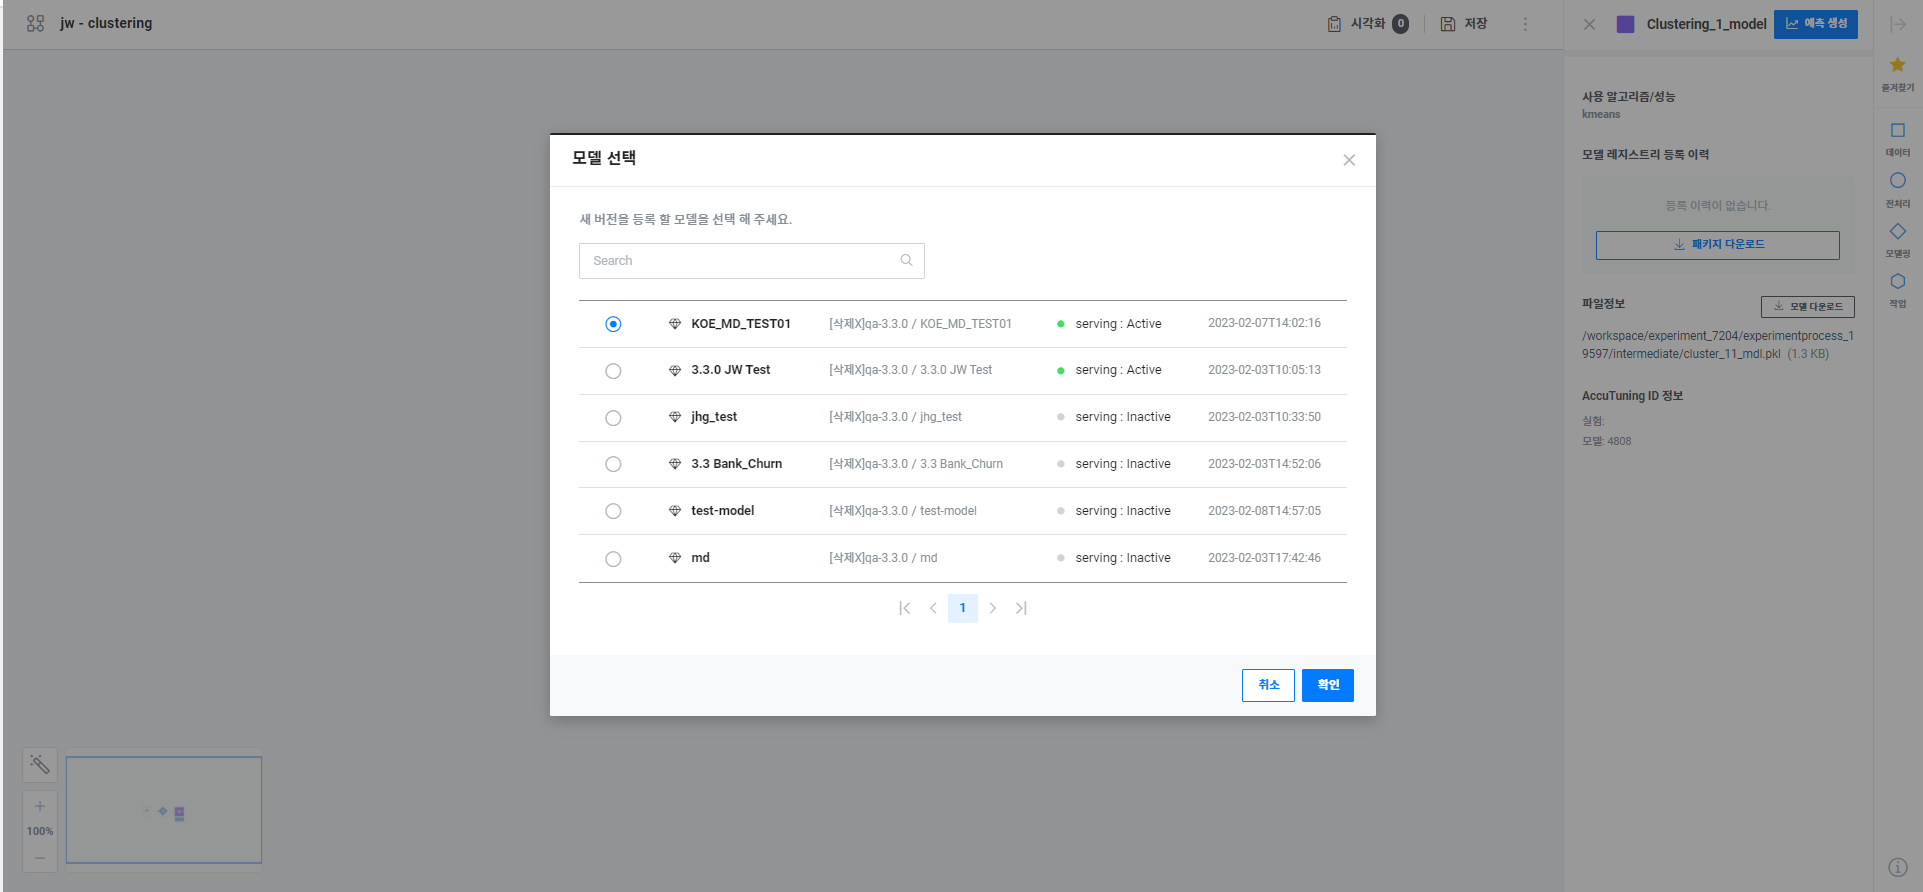 jw - clustering
시각화 0
저장
Clustering_1_model
예측 생성
즐겨찾기
데이터
전처리
모델링
작업
사용 알고리즘/성능
kmeans
모델 레지스트리 등록 이력
등록 이력이 없습니다.
패키지 다운로드
파일정보
모델 다운로드
/workspace/experiment_7204/experimentprocess_1
9597/intermediate/cluster_11_mdl.pkl (1.3 KB)
AccuTuning ID 정보
실험:
모델: 4808
모델 선택
새 버전을 등록 할 모델을 선택 해 주세요.
Search
KOE_MD_TEST01 [삭제X]qa-3.3.0 / KOE_MD_TEST01 serving : Active 2023-02-07T14:02:16
3.3.0 JW Test [삭제X]qa-3.3.0 / 3.3.0 JW Test serving : Active 2023-02-03T10:05:13
jhg_test [삭제X]qa-3.3.0 / jhg_test serving : Inactive 2023-02-03T10:33:50
3.3 Bank_Churn [삭제X]qa-3.3.0 / 3.3 Bank_Churn serving : Inactive 2023-02-03T14:52:06
test-model [삭제X]qa-3.3.0 / test-model serving : Inactive 2023-02-08T14:57:05
md [삭제X]qa-3.3.0 / md serving : Inactive 2023-02-03T17:42:46
1
취소
확인
100%